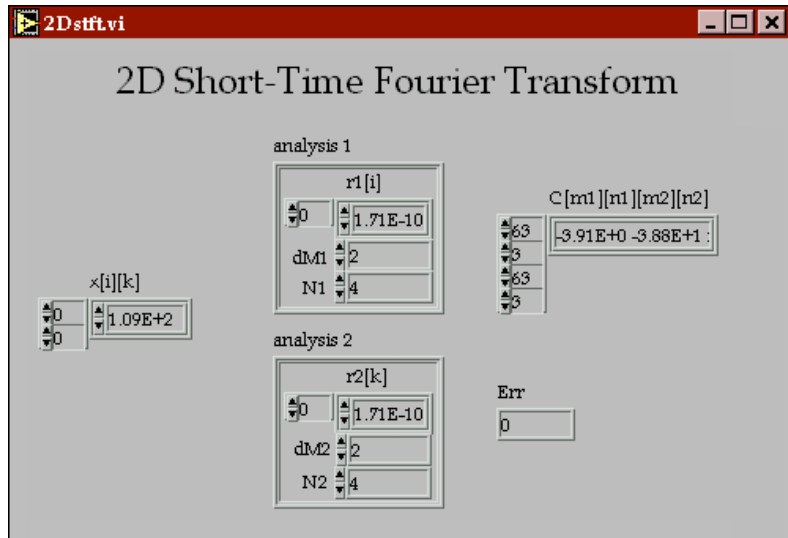 2Dstft.vi
2D Short-Time Fourier Transform
analysis 1
r1[i]
0 1.71E-10
dM1 2
N1 4
x[i][k]
0 1.09E+2
0
C[m1][n1][m2][n2]
63 -3.91E+0 -3.88E+1 :
3
63
3
analysis 2
r2[k]
0 1.71E-10
dM2 2
N2 4
Err
0